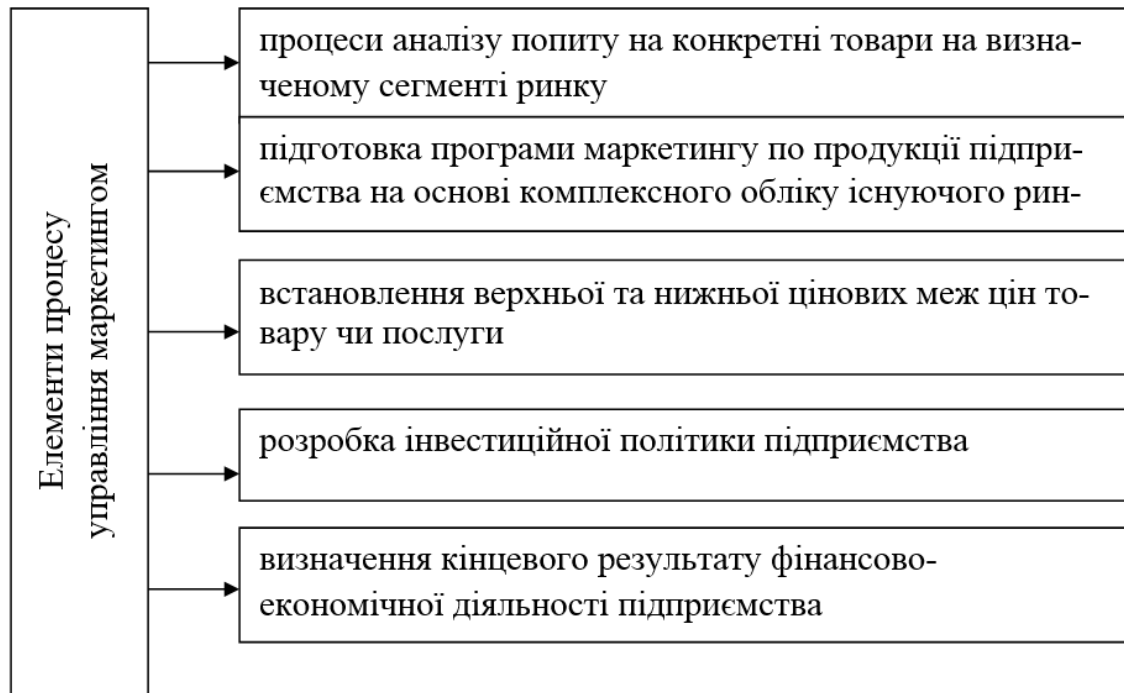 Елементи процесу
управління маркетингом
процеси аналізу попиту на конкретні товари на визна-
ченому сегменті ринку
підготовка програми маркетингу по продукції підпри-
ємства на основі комплексного обліку існуючого рин-
встановлення верхньої та нижньої цінових меж цін то-
вару чи послуги
розробка інвестиційної політики підприємства
визначення кінцевого результату фінансово-
економічної діяльності підприємства